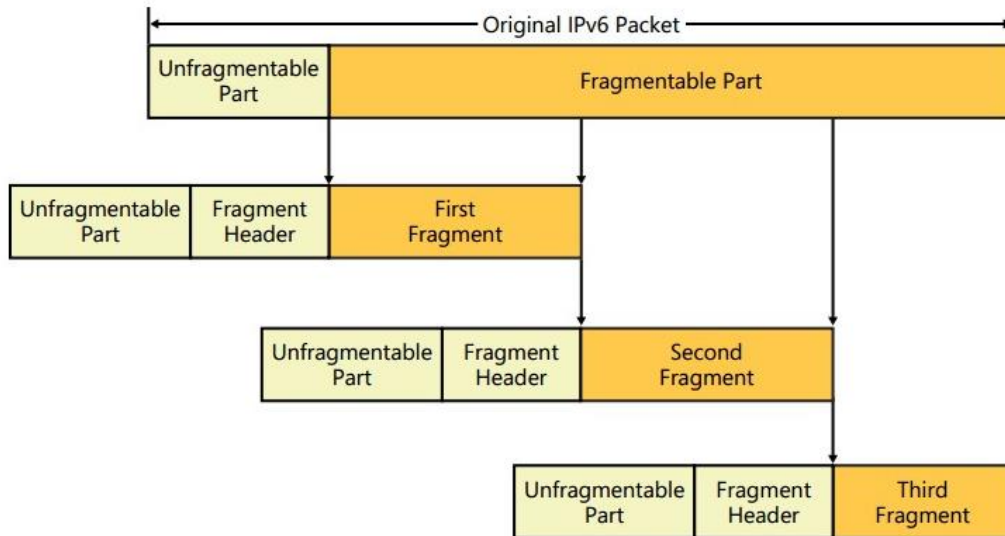 Original IPv6 Packet
Unfragmentable
Part
Fragmentable Part
Unfragmentable
Part
Fragment
Header
First
Fragment
Unfragmentable
Part
Fragment
Header
Second
Fragment
Unfragmentable
Part
Fragment
Header
Third
Fragment